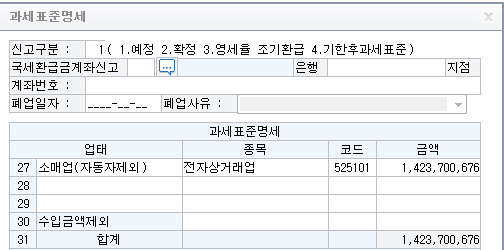 과세표준명세
신고구분 : 1( 1.예정 2.확정 3.영세율 조기환급 4.기한후과세표준)
국세환급금계좌신고 ... 은행 지점
계좌번호 :
폐업일자 : ____-__-__ 폐업사유 :
과세표준명세
업태 종목 코드 금액
27 소매업(자동자제외) 전자상거래업 525101 1,423,700,676
28
29
30 수입금액제외
31 합계 1,423,700,676